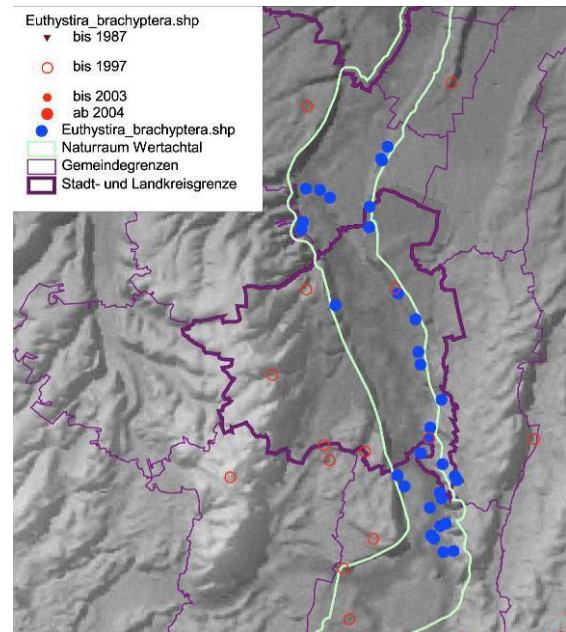 Euthystira_brachyptera.shp
bis 1987
bis 1997
bis 2003
ab 2004
Euthystira_brachyptera.shp
Naturraum Wertachtal
Gemeindegrenzen
Stadt- und Landkreisgrenze